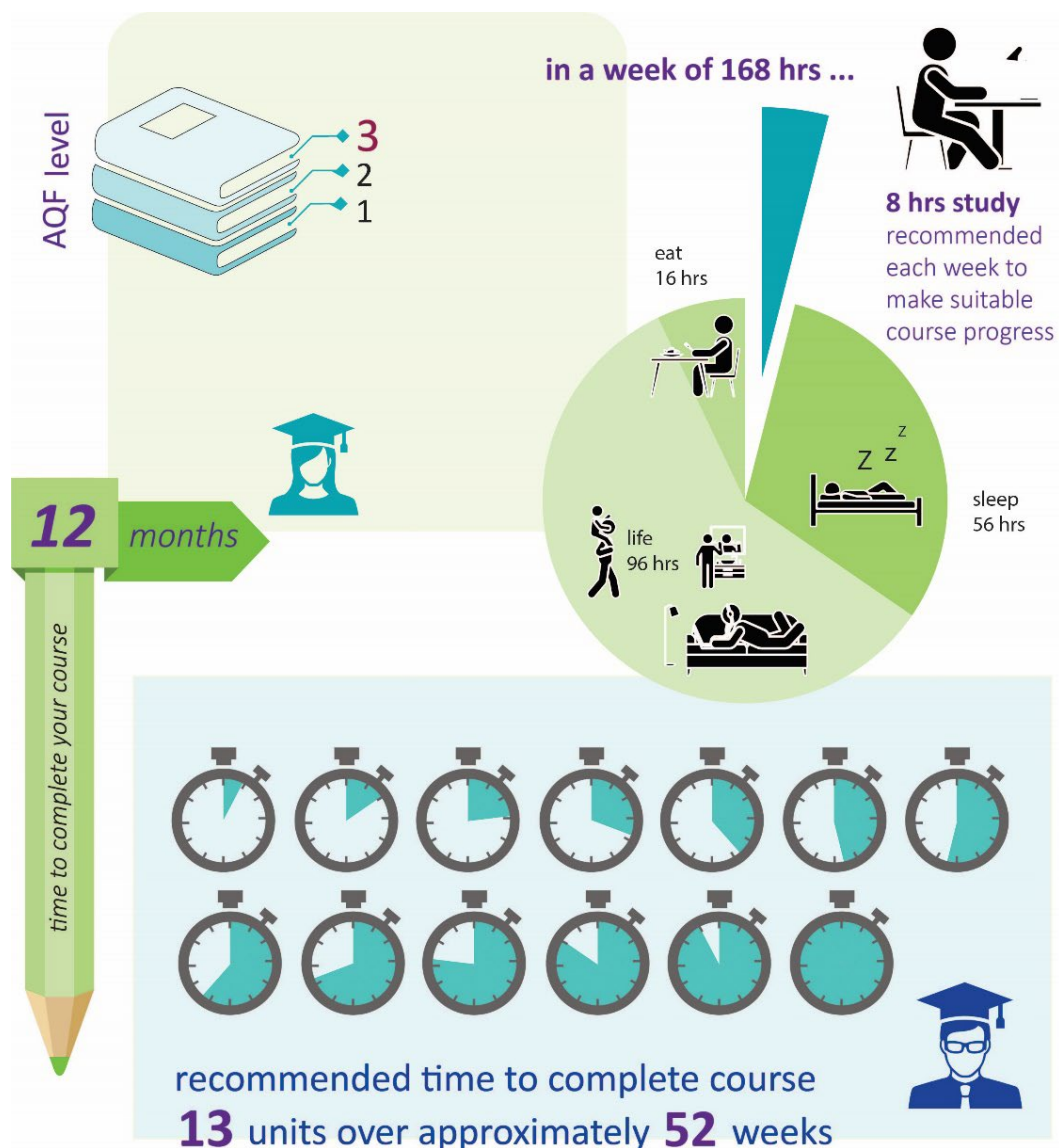 AQF level
3
2
1
in a week of 168 hrs ...
8 hrs study
recommended
each week to
make suitable
course progress
eat
16 hrs
z
z
Z
sleep
56 hrs
life
96 hrs
12 months
time to complete your course
recommended time to complete course
13 units over approximately 52 weeks